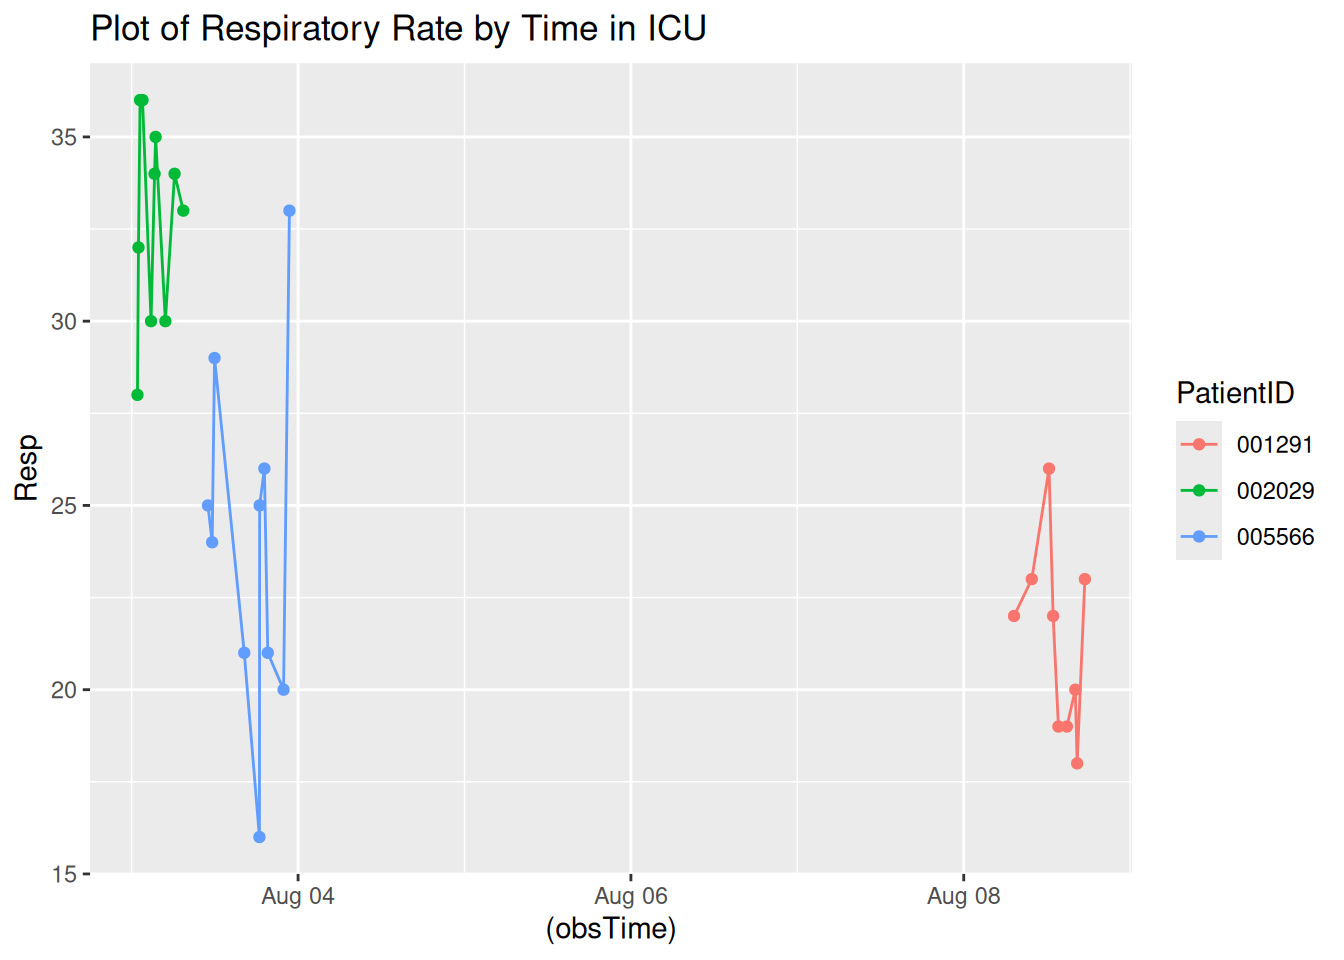 Plot of Respiratory Rate by Time in ICU
35
30
25
20
15
Resp
Aug 04
Aug 06
Aug 08
(obsTime)
PatientID
001291
002029
005566